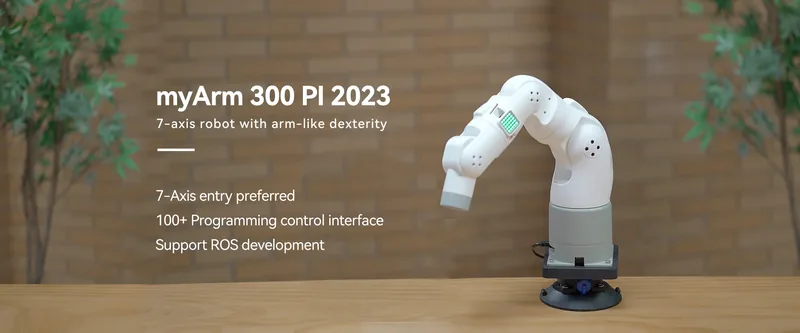 myArm 300 PI 2023
7-axis robot with arm-like dexterity
7-Axis entry preferred
100+ Programming control interface
Support ROS development